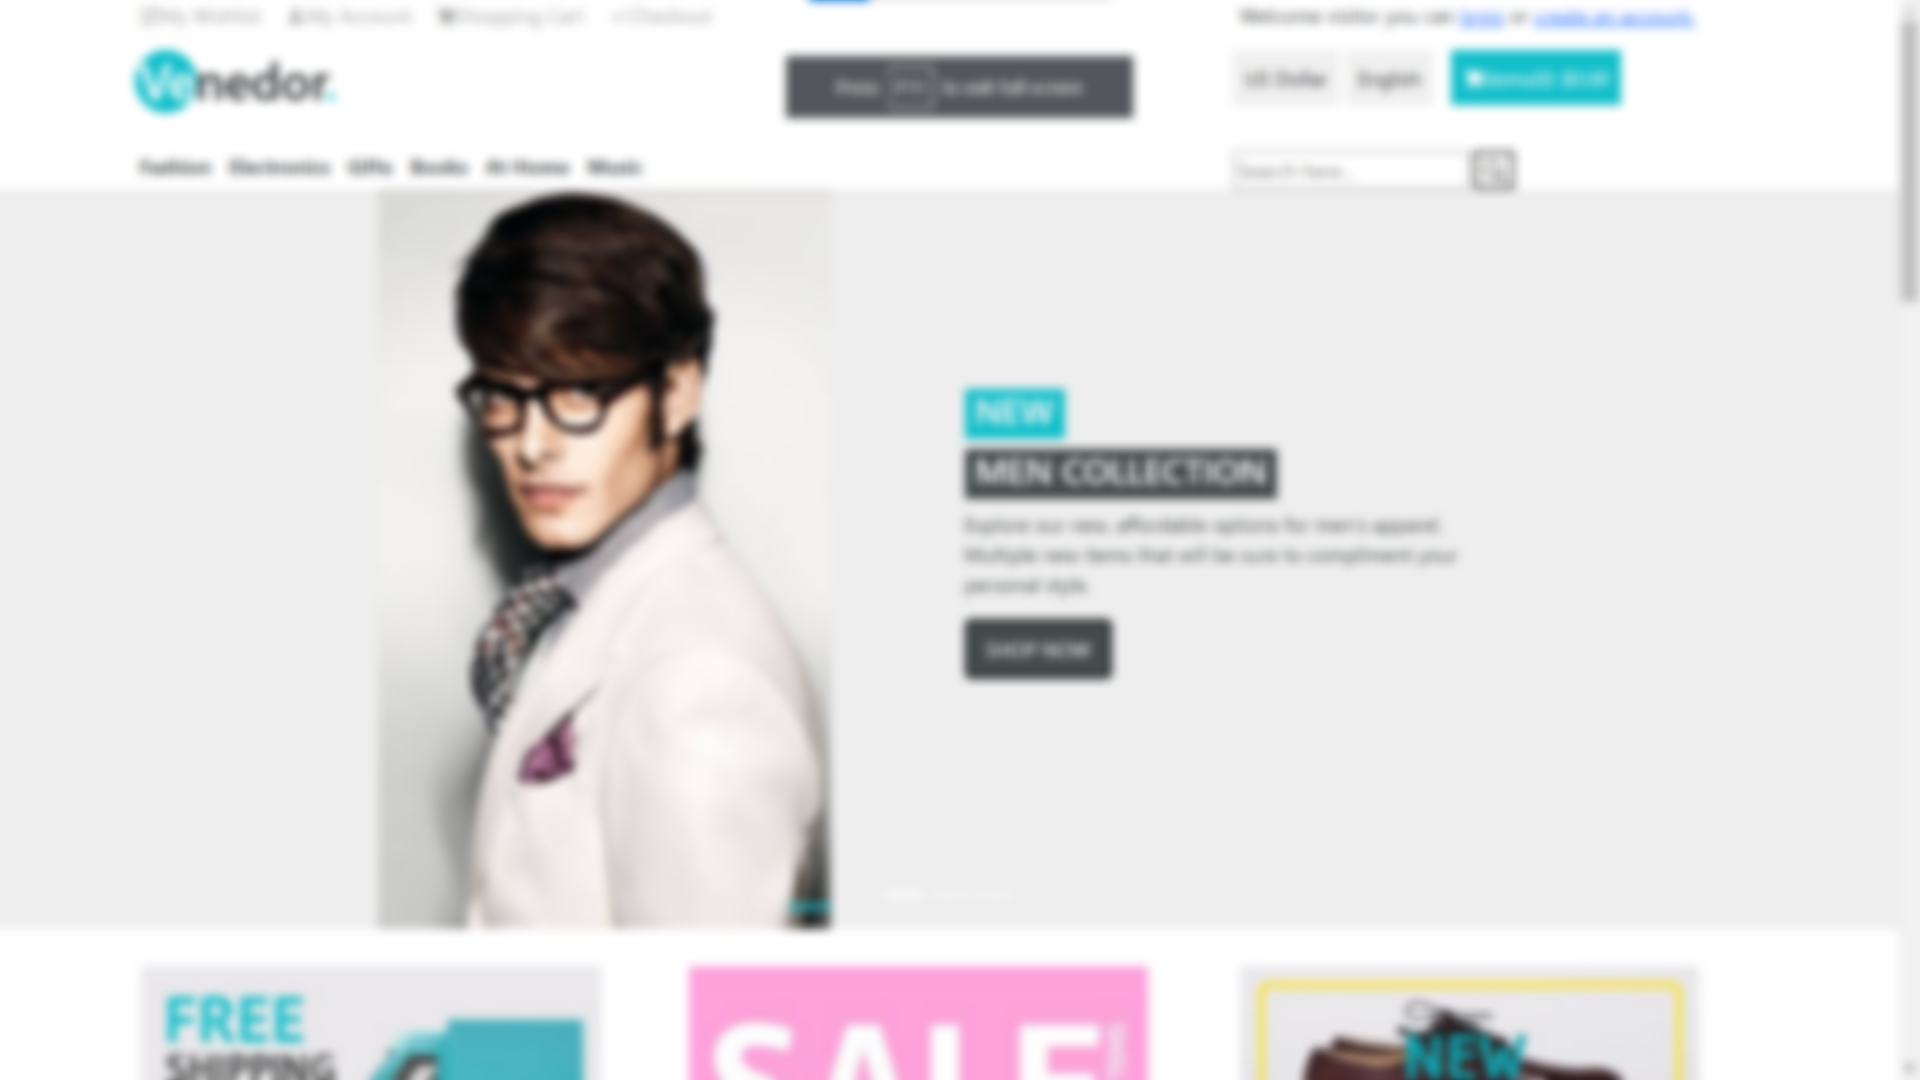 My Wishlist My Account Shopping Cart Checkout
Welcome visitor you can login or create an account.
Venedor.
Press to exit full screen
US Dollar English
Fashion Electronics Gifts Books At Home Music
Search here...
NEW
MEN COLLECTION
Explore our new, affordable options for men's apparel.
Multiple new items that will be sure to compliment your
personal style.
SHOP NOW
FREE
SHIPPING
SALE
NEW